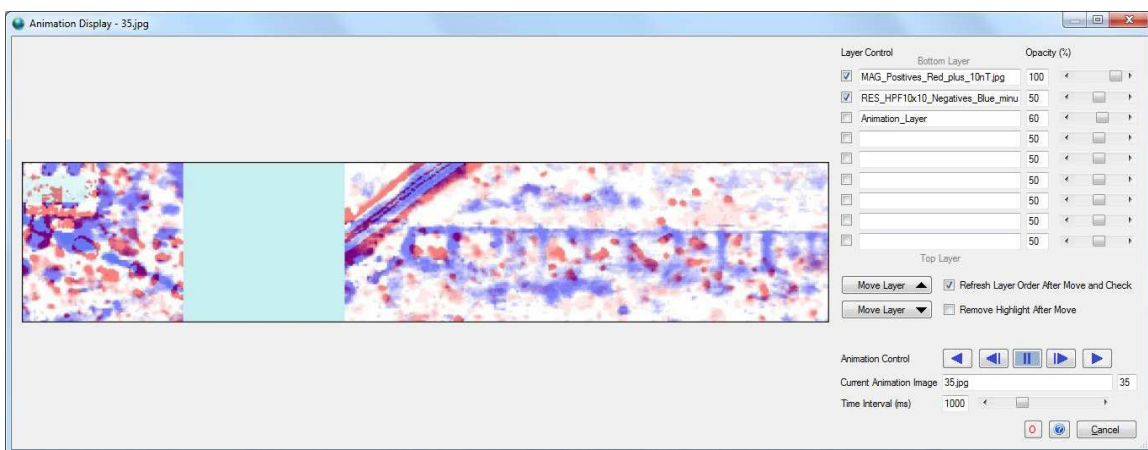 Animation Display - 35.jpg
Layer Control Opacity (%)
Bottom Layer
MAG_Positives_Red_plus_10nT.jpg 100
RES_HPF10x10_Negatives_Blue_minu 50
Animation_Layer 60
50
50
50
50
50
50
Top Layer
Move Layer Refresh Layer Order After Move and Check
Move Layer Remove Highlight After Move
Animation Control
Current Animation Image 35.jpg 35
Time Interval (ms) 1000
O ? Cancel